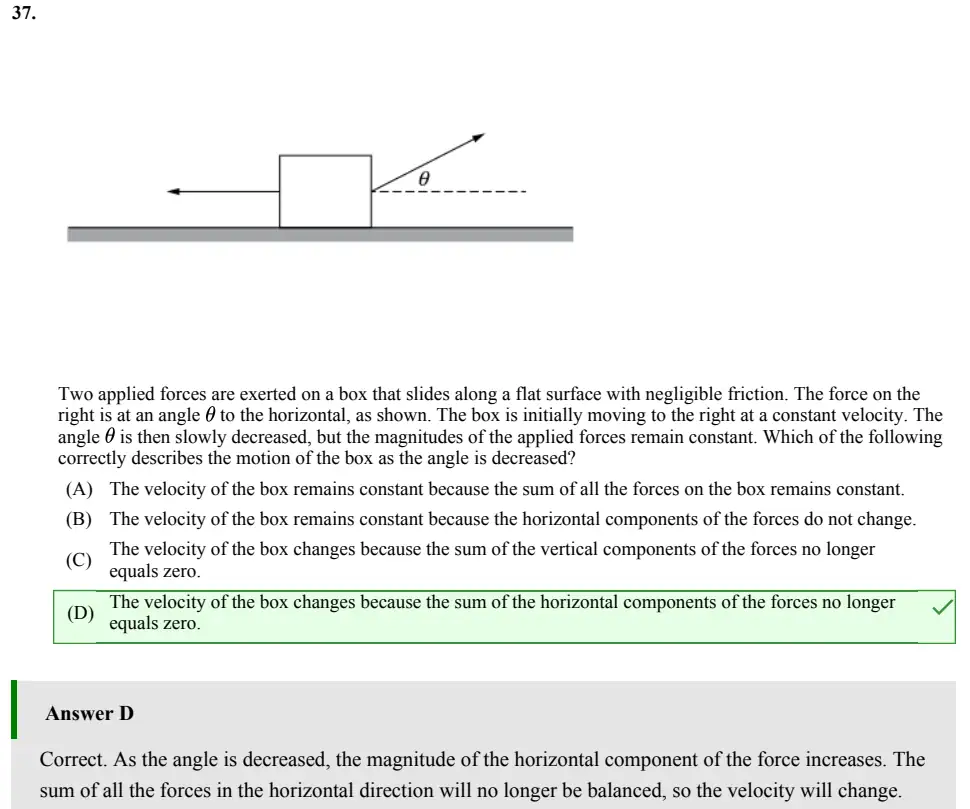 37.
θ
Two applied forces are exerted on a box that slides along a flat surface with negligible friction. The force on the
right is at an angle θ to the horizontal, as shown. The box is initially moving to the right at a constant velocity. The
angle θ is then slowly decreased, but the magnitudes of the applied forces remain constant. Which of the following
correctly describes the motion of the box as the angle is decreased?
(A) The velocity of the box remains constant because the sum of all the forces on the box remains constant.
(B) The velocity of the box remains constant because the horizontal components of the forces do not change.
(C) The velocity of the box changes because the sum of the vertical components of the forces no longer
equals zero.
(D) The velocity of the box changes because the sum of the horizontal components of the forces no longer
equals zero.
Answer D
Correct. As the angle is decreased, the magnitude of the horizontal component of the force increases. The
sum of all the forces in the horizontal direction will no longer be balanced, so the velocity will change.